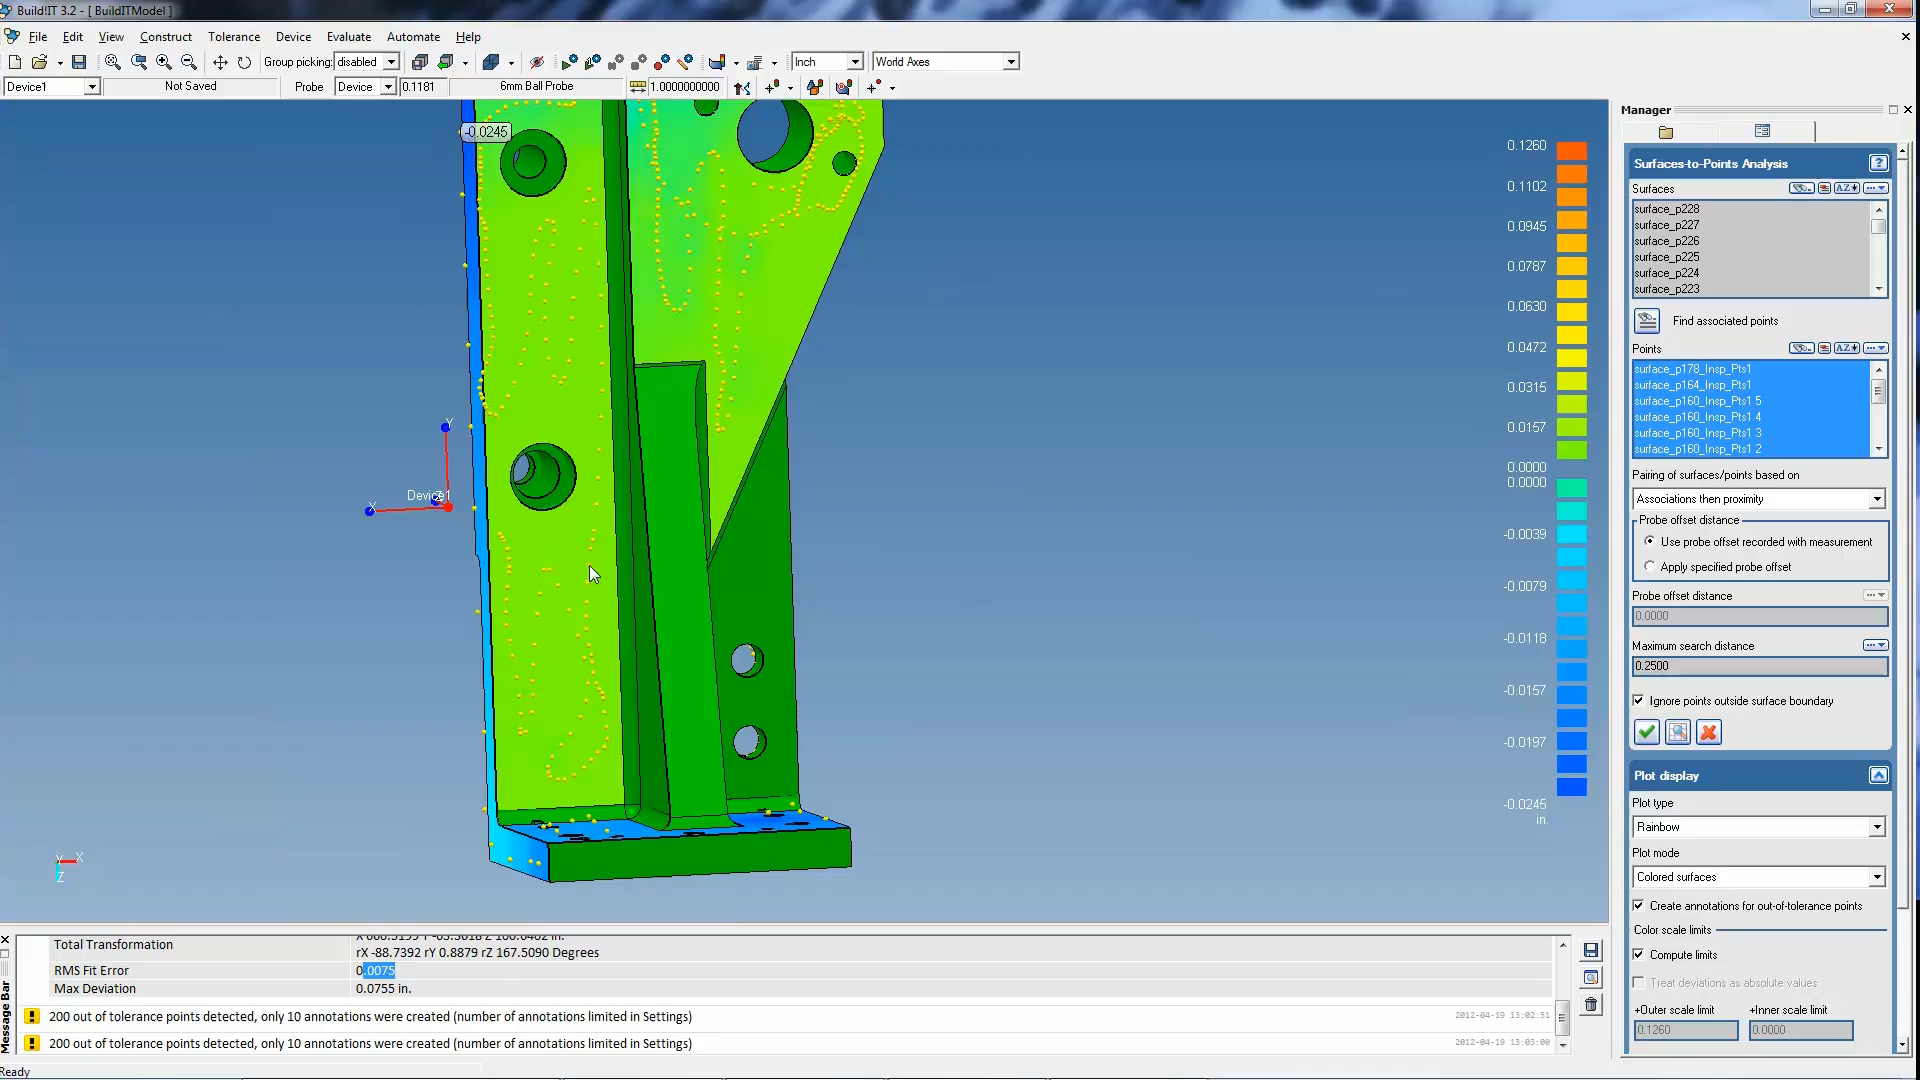 Build!IT 3.2 - [ BuildITModel ]
File Edit View Construct Tolerance Device Evaluate Automate Help
Group picking: disabled Inch World Axes
Device1 Not Saved Probe Device 0.1181 6mm Ball Probe 1.0000000000
Manager
Surfaces-to-Points Analysis
Surfaces
surface_p228
surface_p227
surface_p226
surface_p225
surface_p224
surface_p223
Find associated points
Points
surface_p178_Insp_Pts1
surface_p164_Insp_Pts1
surface_p160_Insp_Pts1 5
surface_p160_Insp_Pts1 4
surface_p160_Insp_Pts1 3
surface_p160_Insp_Pts1 2
Pairing of surfaces/points based on
Associations then proximity
Probe offset distance
Use probe offset recorded with measurement
Apply specified probe offset
Probe offset distance
0.0000
Maximum search distance
0.2500
Ignore points outside surface boundary
Plot display
Plot type
Rainbow
Plot mode
Colored surfaces
Create annotations for out-of-tolerance points
Color scale limits
Compute limits
Treat deviations as absolute values
+Outer scale limit +Inner scale limit
0.1260 0.0000
-0.0245
Y
Device1
X
Z
Y X
Z
0.1260
0.1102
0.0945
0.0787
0.0630
0.0472
0.0315
0.0157
0.0000
0.0000
-0.0039
-0.0079
-0.0118
-0.0157
-0.0197
-0.0245
in.
Total Transformation
rX -88.7392 rY 0.8879 rZ 167.5090 Degrees
RMS Fit Error 0.0075
Max Deviation 0.0755 in.
200 out of tolerance points detected, only 10 annotations were created (number of annotations limited in Settings) 2012-04-19 13:02:51
200 out of tolerance points detected, only 10 annotations were created (number of annotations limited in Settings) 2012-04-19 13:03:00
Message Bar
Ready